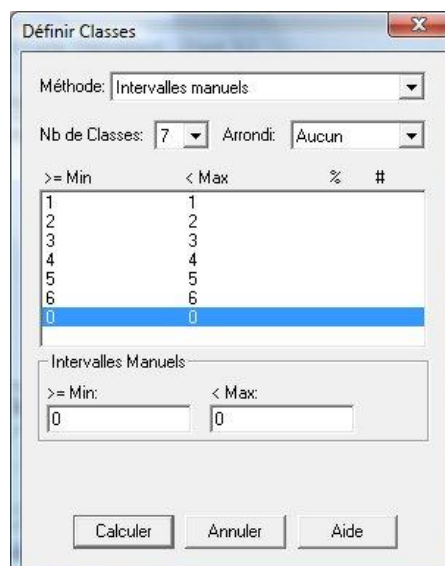 Définir Classes
Méthode: Intervalles manuels
Nb de Classes: 7 Arrondi: Aucun
>= Min < Max % #
1 1
2 2
3 3
4 4
5 5
6 6
0 0
Intervalles Manuels
>= Min: < Max:
0 0
Calculer Annuler Aide